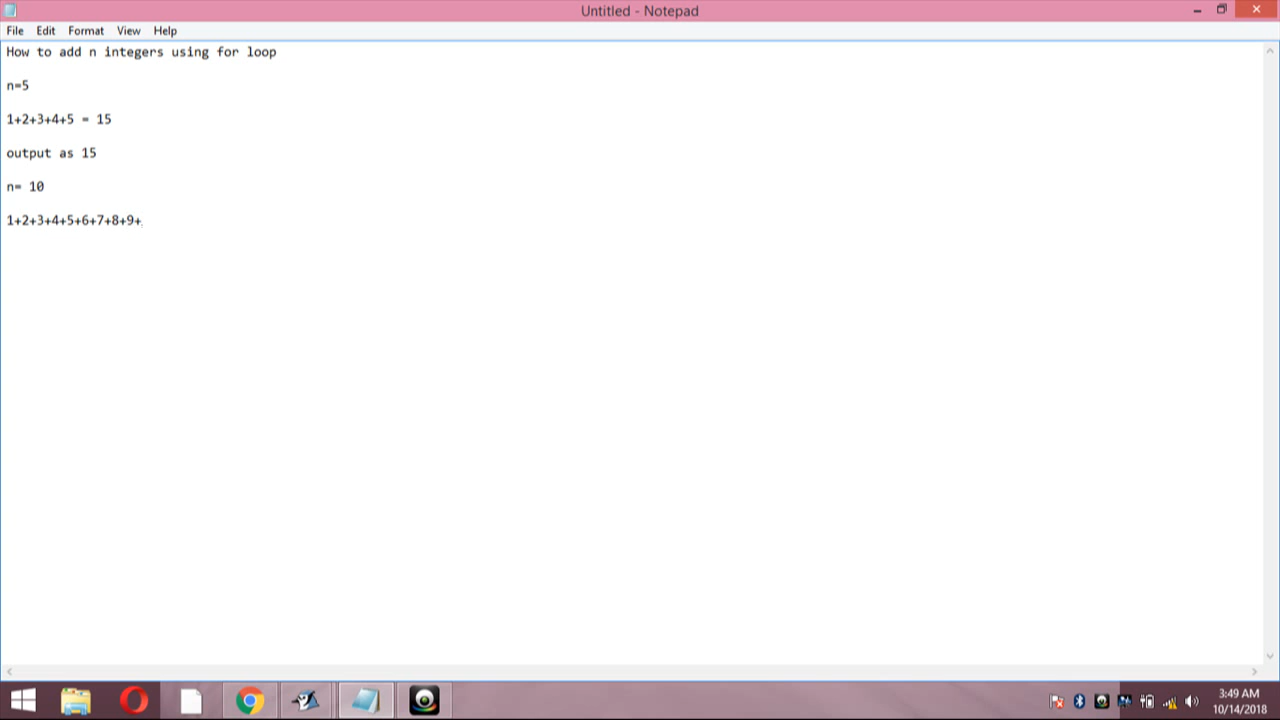 Untitled - Notepad
File Edit Format View Help
How to add n integers using for loop
n=5
1+2+3+4+5 = 15
output as 15
n= 10
1+2+3+4+5+6+7+8+9+
3:49 AM
10/14/2018